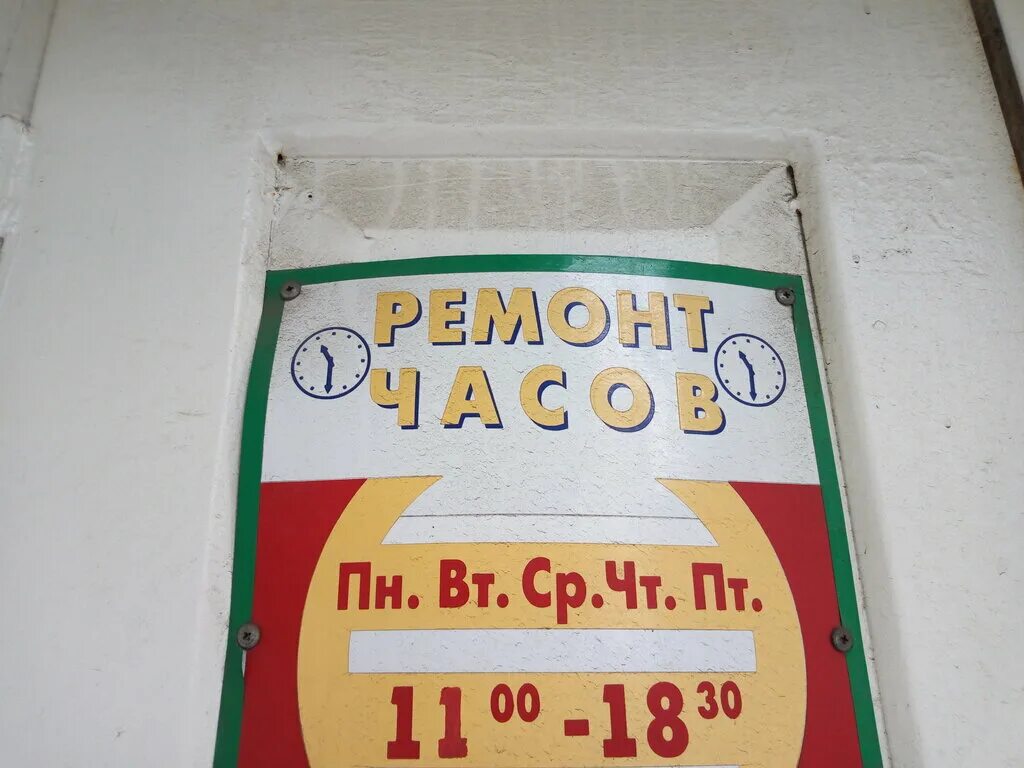 РЕМОНТ
ЧАСОВ
Пн. Вт. Ср. Чт. Пт.
11 00 - 18 30